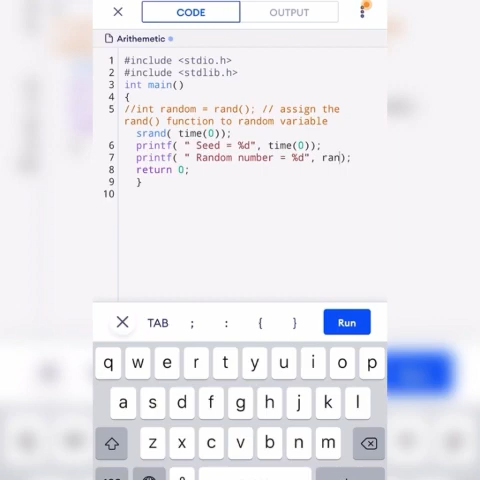 CODE OUTPUT
Arithemetic
1 #include <stdio.h>
2 #include <stdlib.h>
3 int main()
4 {
5 //int random = rand(); // assign the
rand() function to random variable
srand( time(0));
6 printf( " Seed = %d", time(0));
7 printf( " Random number = %d", ran);
8 return 0;
9 }
10
TAB ; : { } Run
q w e r t y u i o p
a s d f g h j k l
z x c v b n m